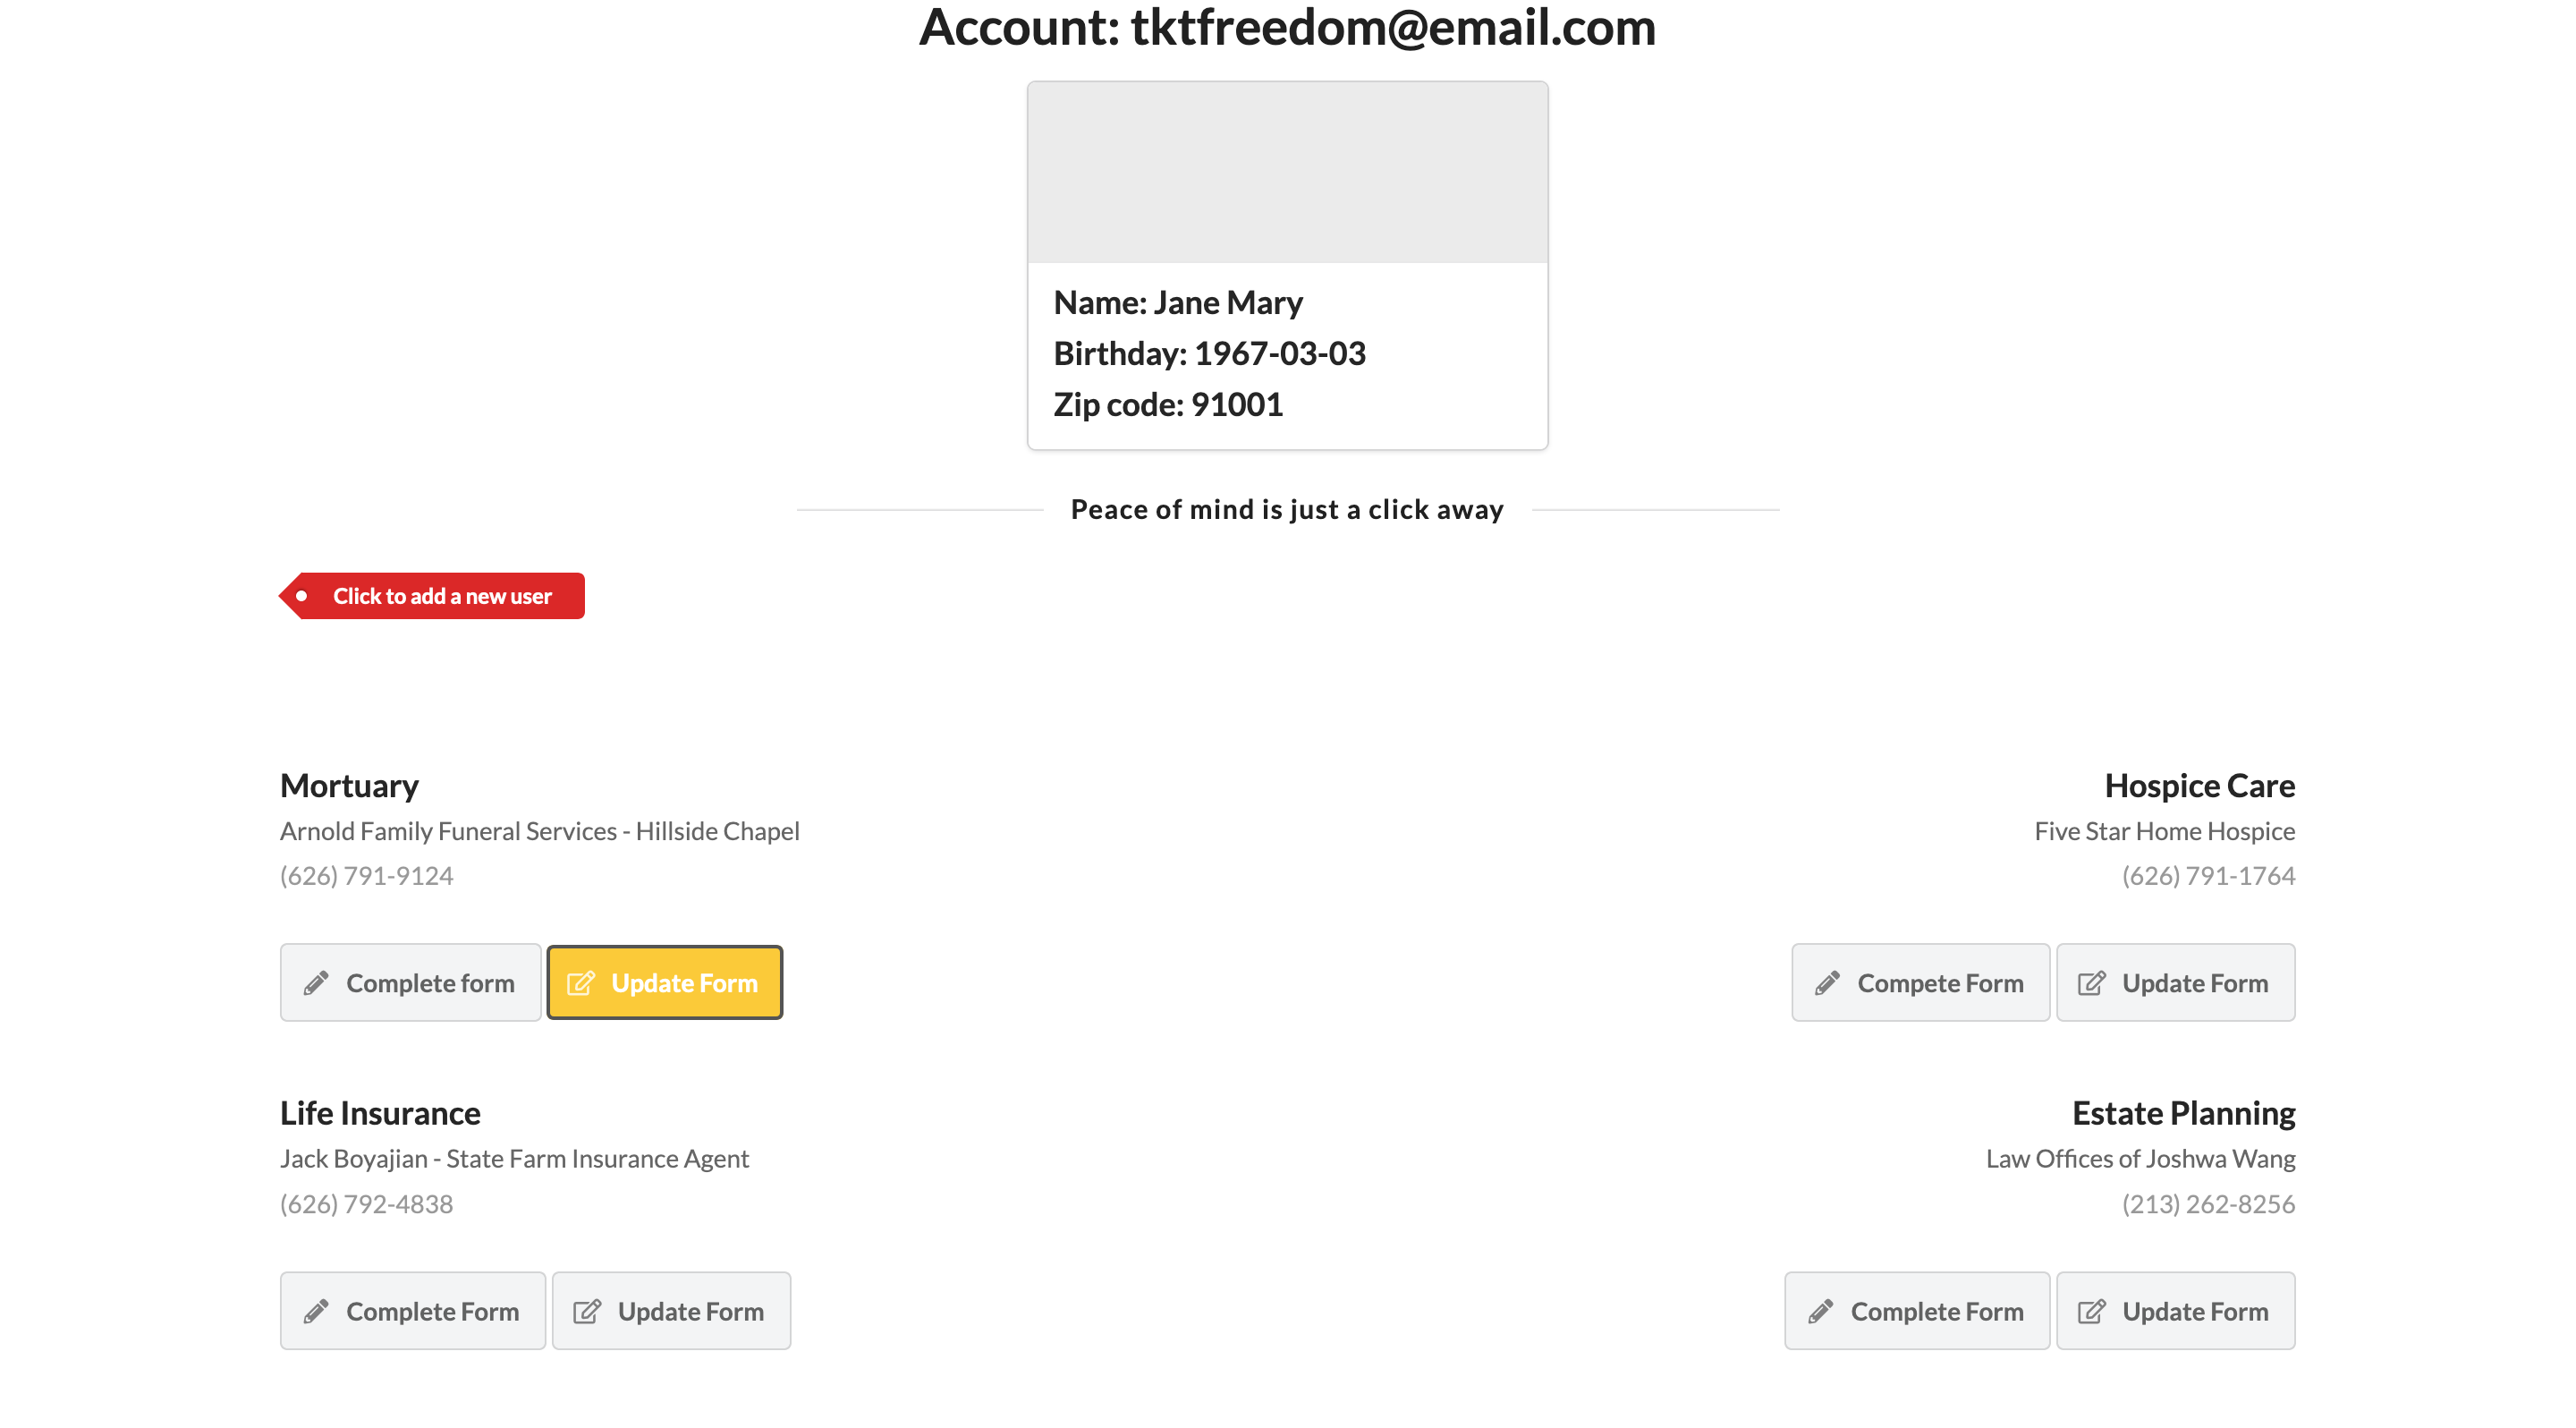 Account: tktfreedom@email.com
Name: Jane Mary
Birthday: 1967-03-03
Zip code: 91001
Peace of mind is just a click away
Click to add a new user
Mortuary
Arnold Family Funeral Services - Hillside Chapel
(626) 791-9124
Complete form
Update Form
Hospice Care
Five Star Home Hospice
(626) 791-1764
Compete Form
Update Form
Life Insurance
Jack Boyajian - State Farm Insurance Agent
(626) 792-4838
Complete Form
Update Form
Estate Planning
Law Offices of Joshwa Wang
(213) 262-8256
Complete Form
Update Form